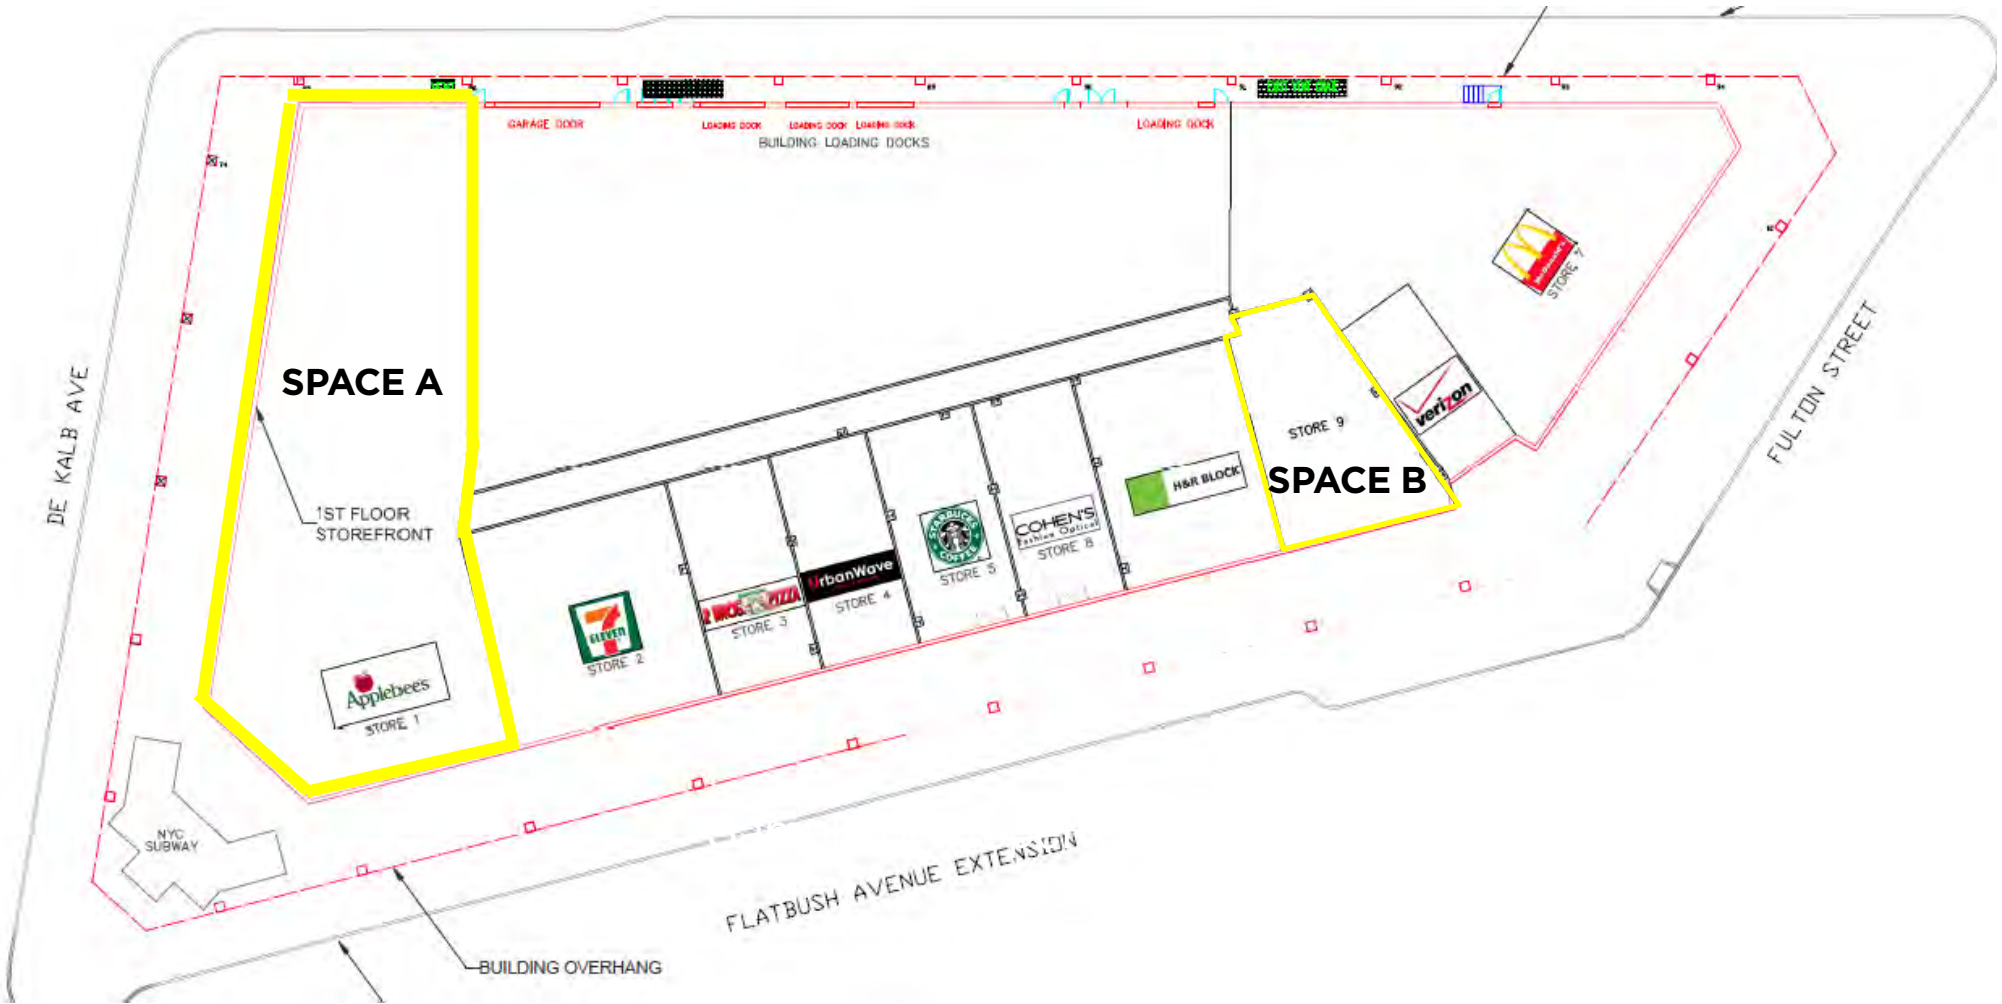 GARAGE DOOR
LOADING DOCK
LOADING DOCK
LOADING DOCK
BUILDING LOADING DOCKS
LOADING DOCK
McDonald's
STORE 7
DE KALB AVE
SPACE A
1ST FLOOR
STOREFRONT
verizon
FULTON STREET
STORE 9
SPACE B
H&R BLOCK
STARBUCKS
COFFEE
STORE 5
COHEN'S
Fashion Optical
STORE 8
UrbanWave
STORE 4
BROS PIZZA
STORE 3
7
ELEVEN
STORE 2
Applebee's
STORE 1
NYC
SUBWAY
FLATBUSH AVENUE EXTENSION
BUILDING OVERHANG